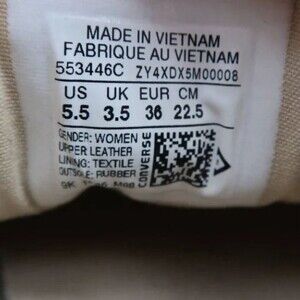 MADE IN VIETNAM
FABRIQUE AU VIETNAM
553446C ZY4XDX5M00008
US UK EUR CM
5.5 3.5 36 22.5
GENDER: WOMEN
UPPER: LEATHER
LINING: TEXTILE
OUTSOLE: RUBBER
CONVERSE